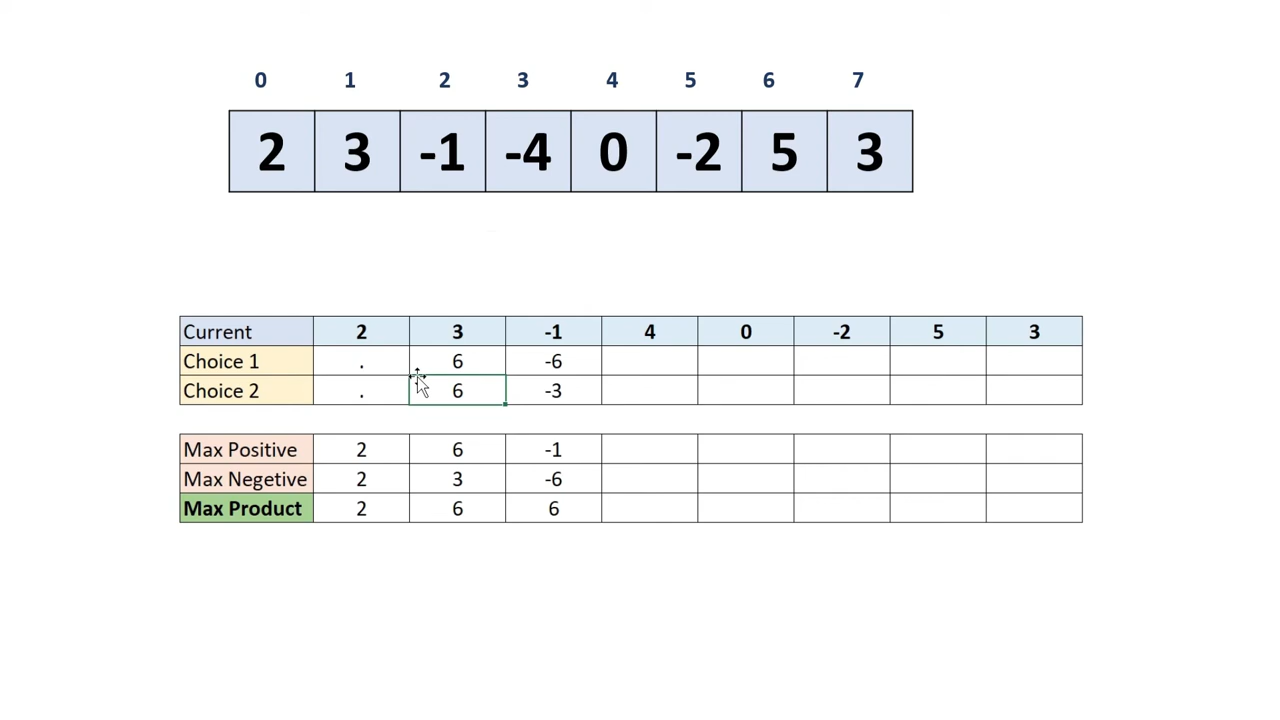 0 1 2 3 4 5 6 7
2 3 -1 -4 0 -2 5 3
Current 2 3 -1 4 0 -2 5 3
Choice 1 . 6 -6
Choice 2 . 6 -3
Max Positive 2 6 -1
Max Negetive 2 3 -6
Max Product 2 6 6